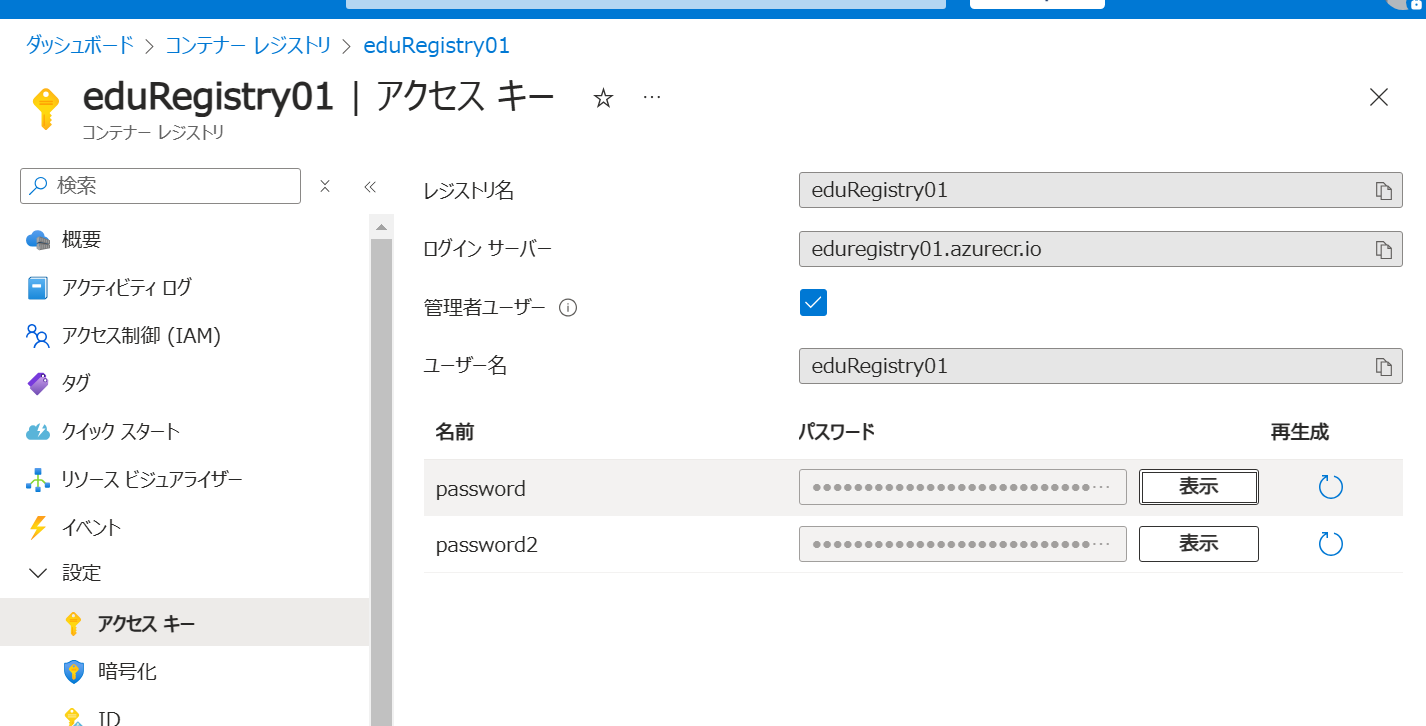 ダッシュボード > コンテナー レジストリ > eduRegistry01
eduRegistry01 | アクセス キー
コンテナー レジストリ
検索
概要
アクティビティ ログ
アクセス制御 (IAM)
タグ
クイック スタート
リソース ビジュアライザー
イベント
設定
アクセス キー
暗号化
ID
レジストリ名
eduRegistry01
ログイン サーバー
eduregistry01.azurecr.io
管理者ユーザー
ユーザー名
eduRegistry01
名前 パスワード 再生成
password 表示
password2 表示